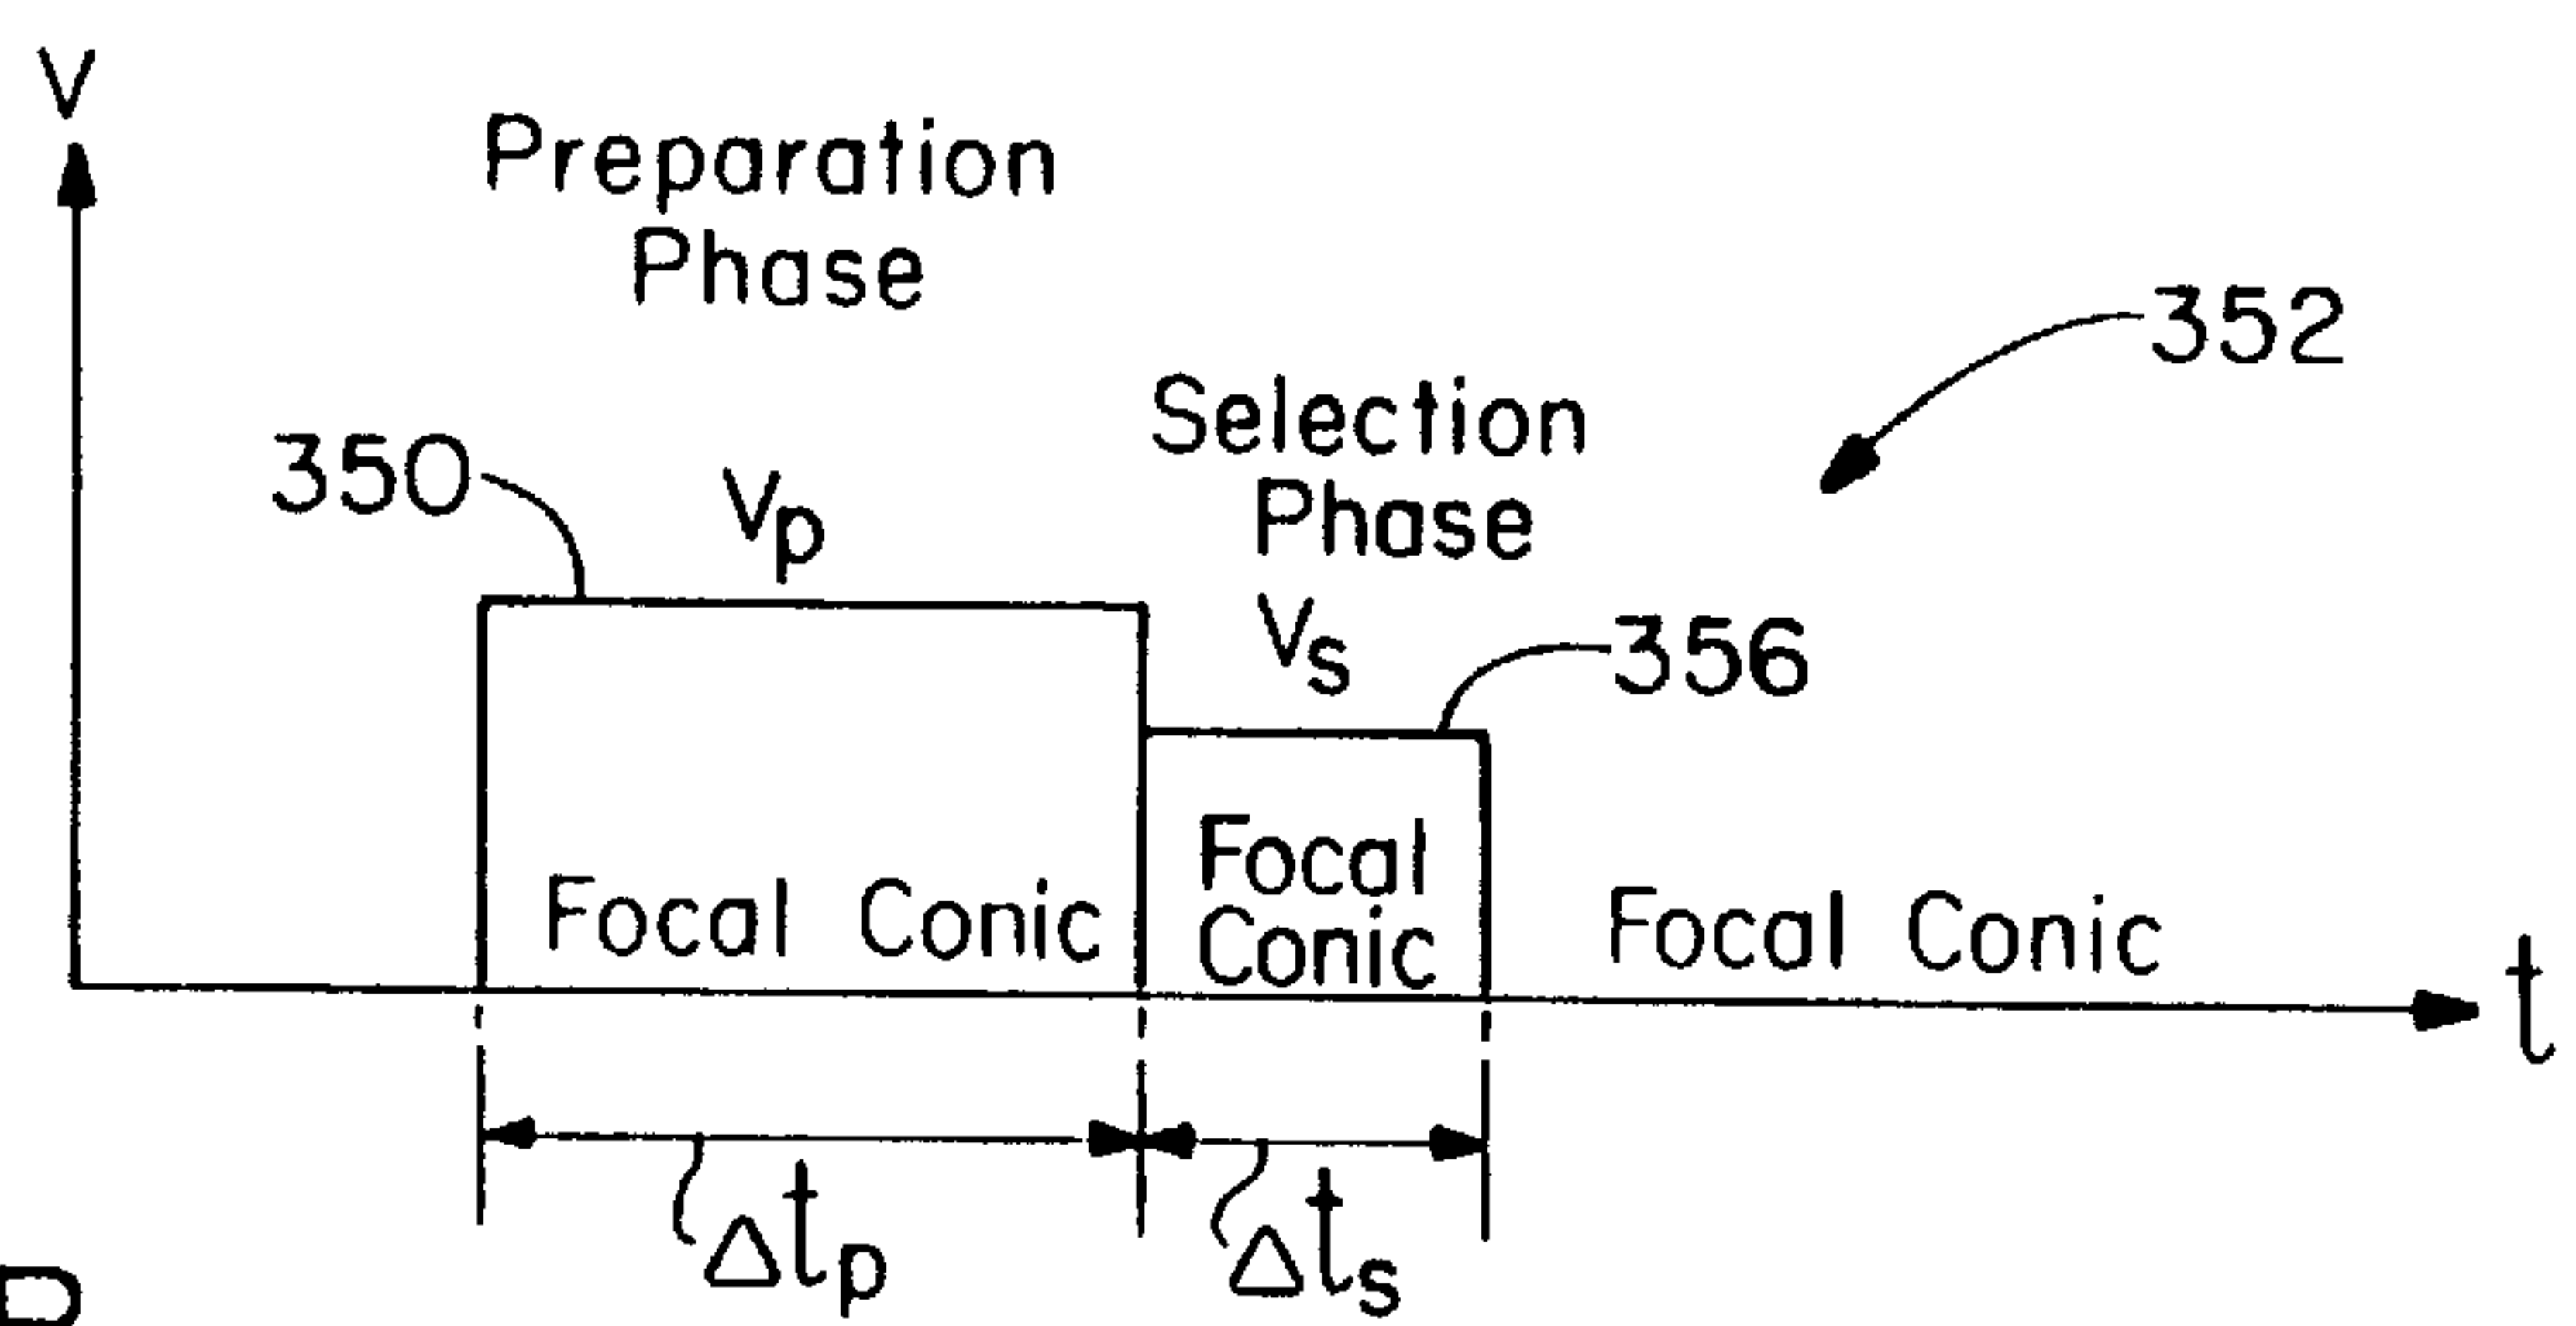 V
Preparation
Phase
352
Selection
Phase
350
Vp
Vs
356
Focal Conic
Focal
Conic
Focal Conic
t
Δtp
Δts